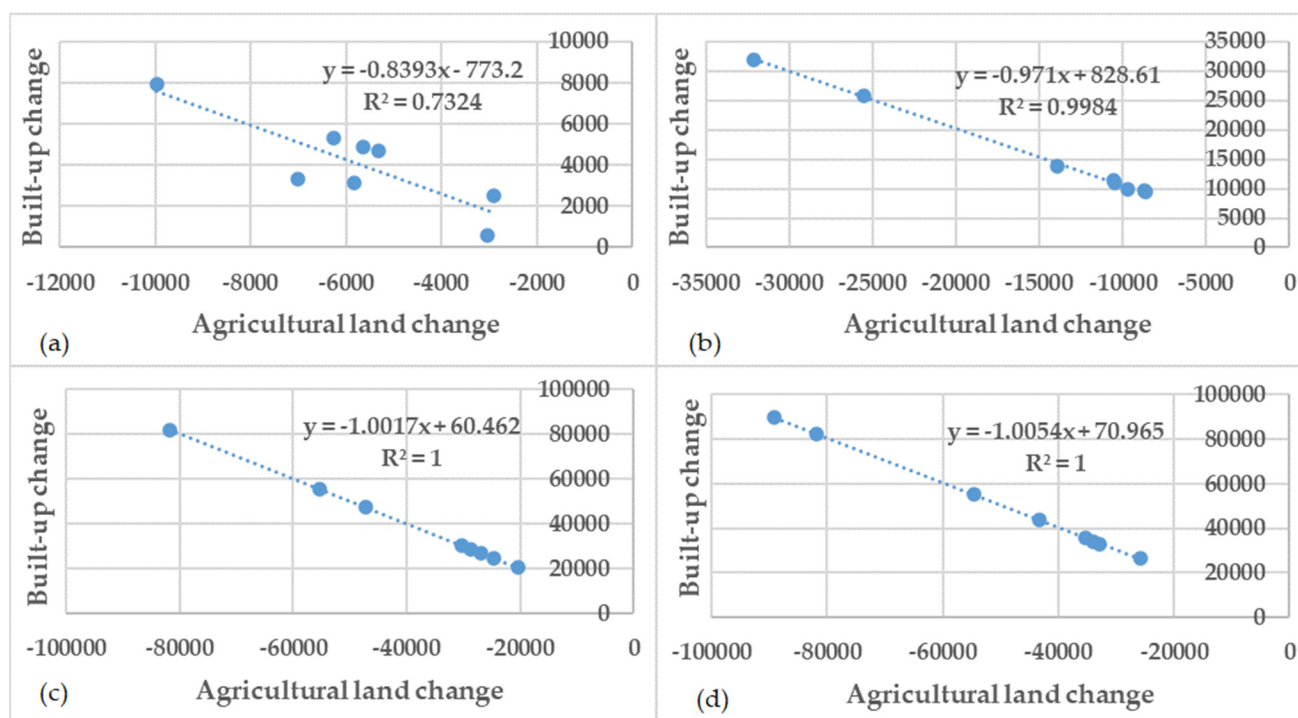 10000
8000
6000
4000
2000
0
y = -0.8393x - 773.2
R² = 0.7324
Built-up change
-12000 -10000 -8000 -6000 -4000 -2000 0
Agricultural land change
(a)
35000
30000
25000
20000
15000
10000
5000
0
y = -0.971x + 828.61
R² = 0.9984
Built-up change
-35000 -30000 -25000 -20000 -15000 -10000 -5000 0
Agricultural land change
(b)
100000
80000
60000
40000
20000
0
y = -1.0017x + 60.462
R² = 1
Built-up change
-100000 -80000 -60000 -40000 -20000 0
Agricultural land change
(c)
100000
80000
60000
40000
20000
0
y = -1.0054x + 70.965
R² = 1
Built-up change
-100000 -80000 -60000 -40000 -20000 0
Agricultural land change
(d)